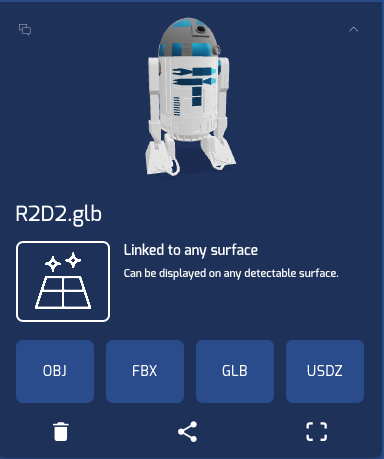 R2D2.glb
Linked to any surface
Can be displayed on any detectable surface.
OBJ FBX GLB USDZ